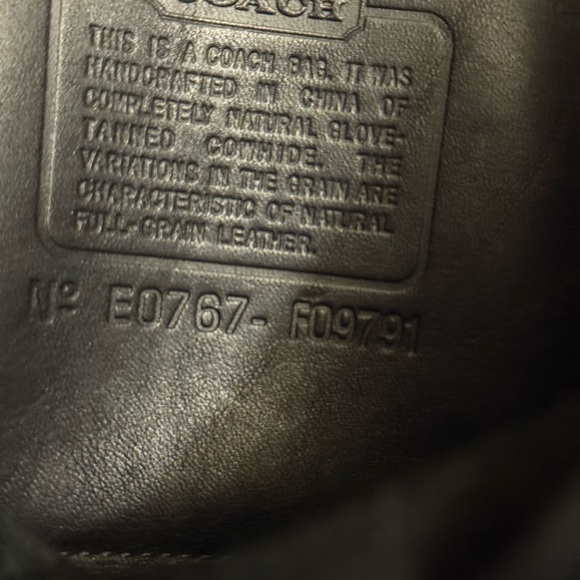 COACH
THIS IS A COACH BAG. IT WAS
HANDCRAFTED IN CHINA OF
COMPLETELY NATURAL GLOVE-
TANNED COWHIDE. THE
VARIATIONS IN THE GRAIN ARE
CHARACTERISTIC OF NATURAL
FULL-GRAIN LEATHER.
Nº E0767- F09791